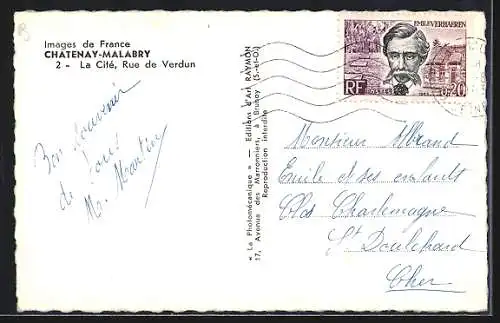 Images de France
CHATENAY-MALABRY
2 - La Cité, Rue de Verdun
Bon Souvenir
de Tous
M. Martin
« La Photomécanique » — Editions d'Art RAYMON
17, Avenue des Marronniers, à Brunoy (S.-et-O.)
Reproduction interdite
EMILE VERHAEREN
RF
POSTES
0,20
Monsieur
Emile et ses enfants
Clos Charlemagne
St Doulchard
Cher